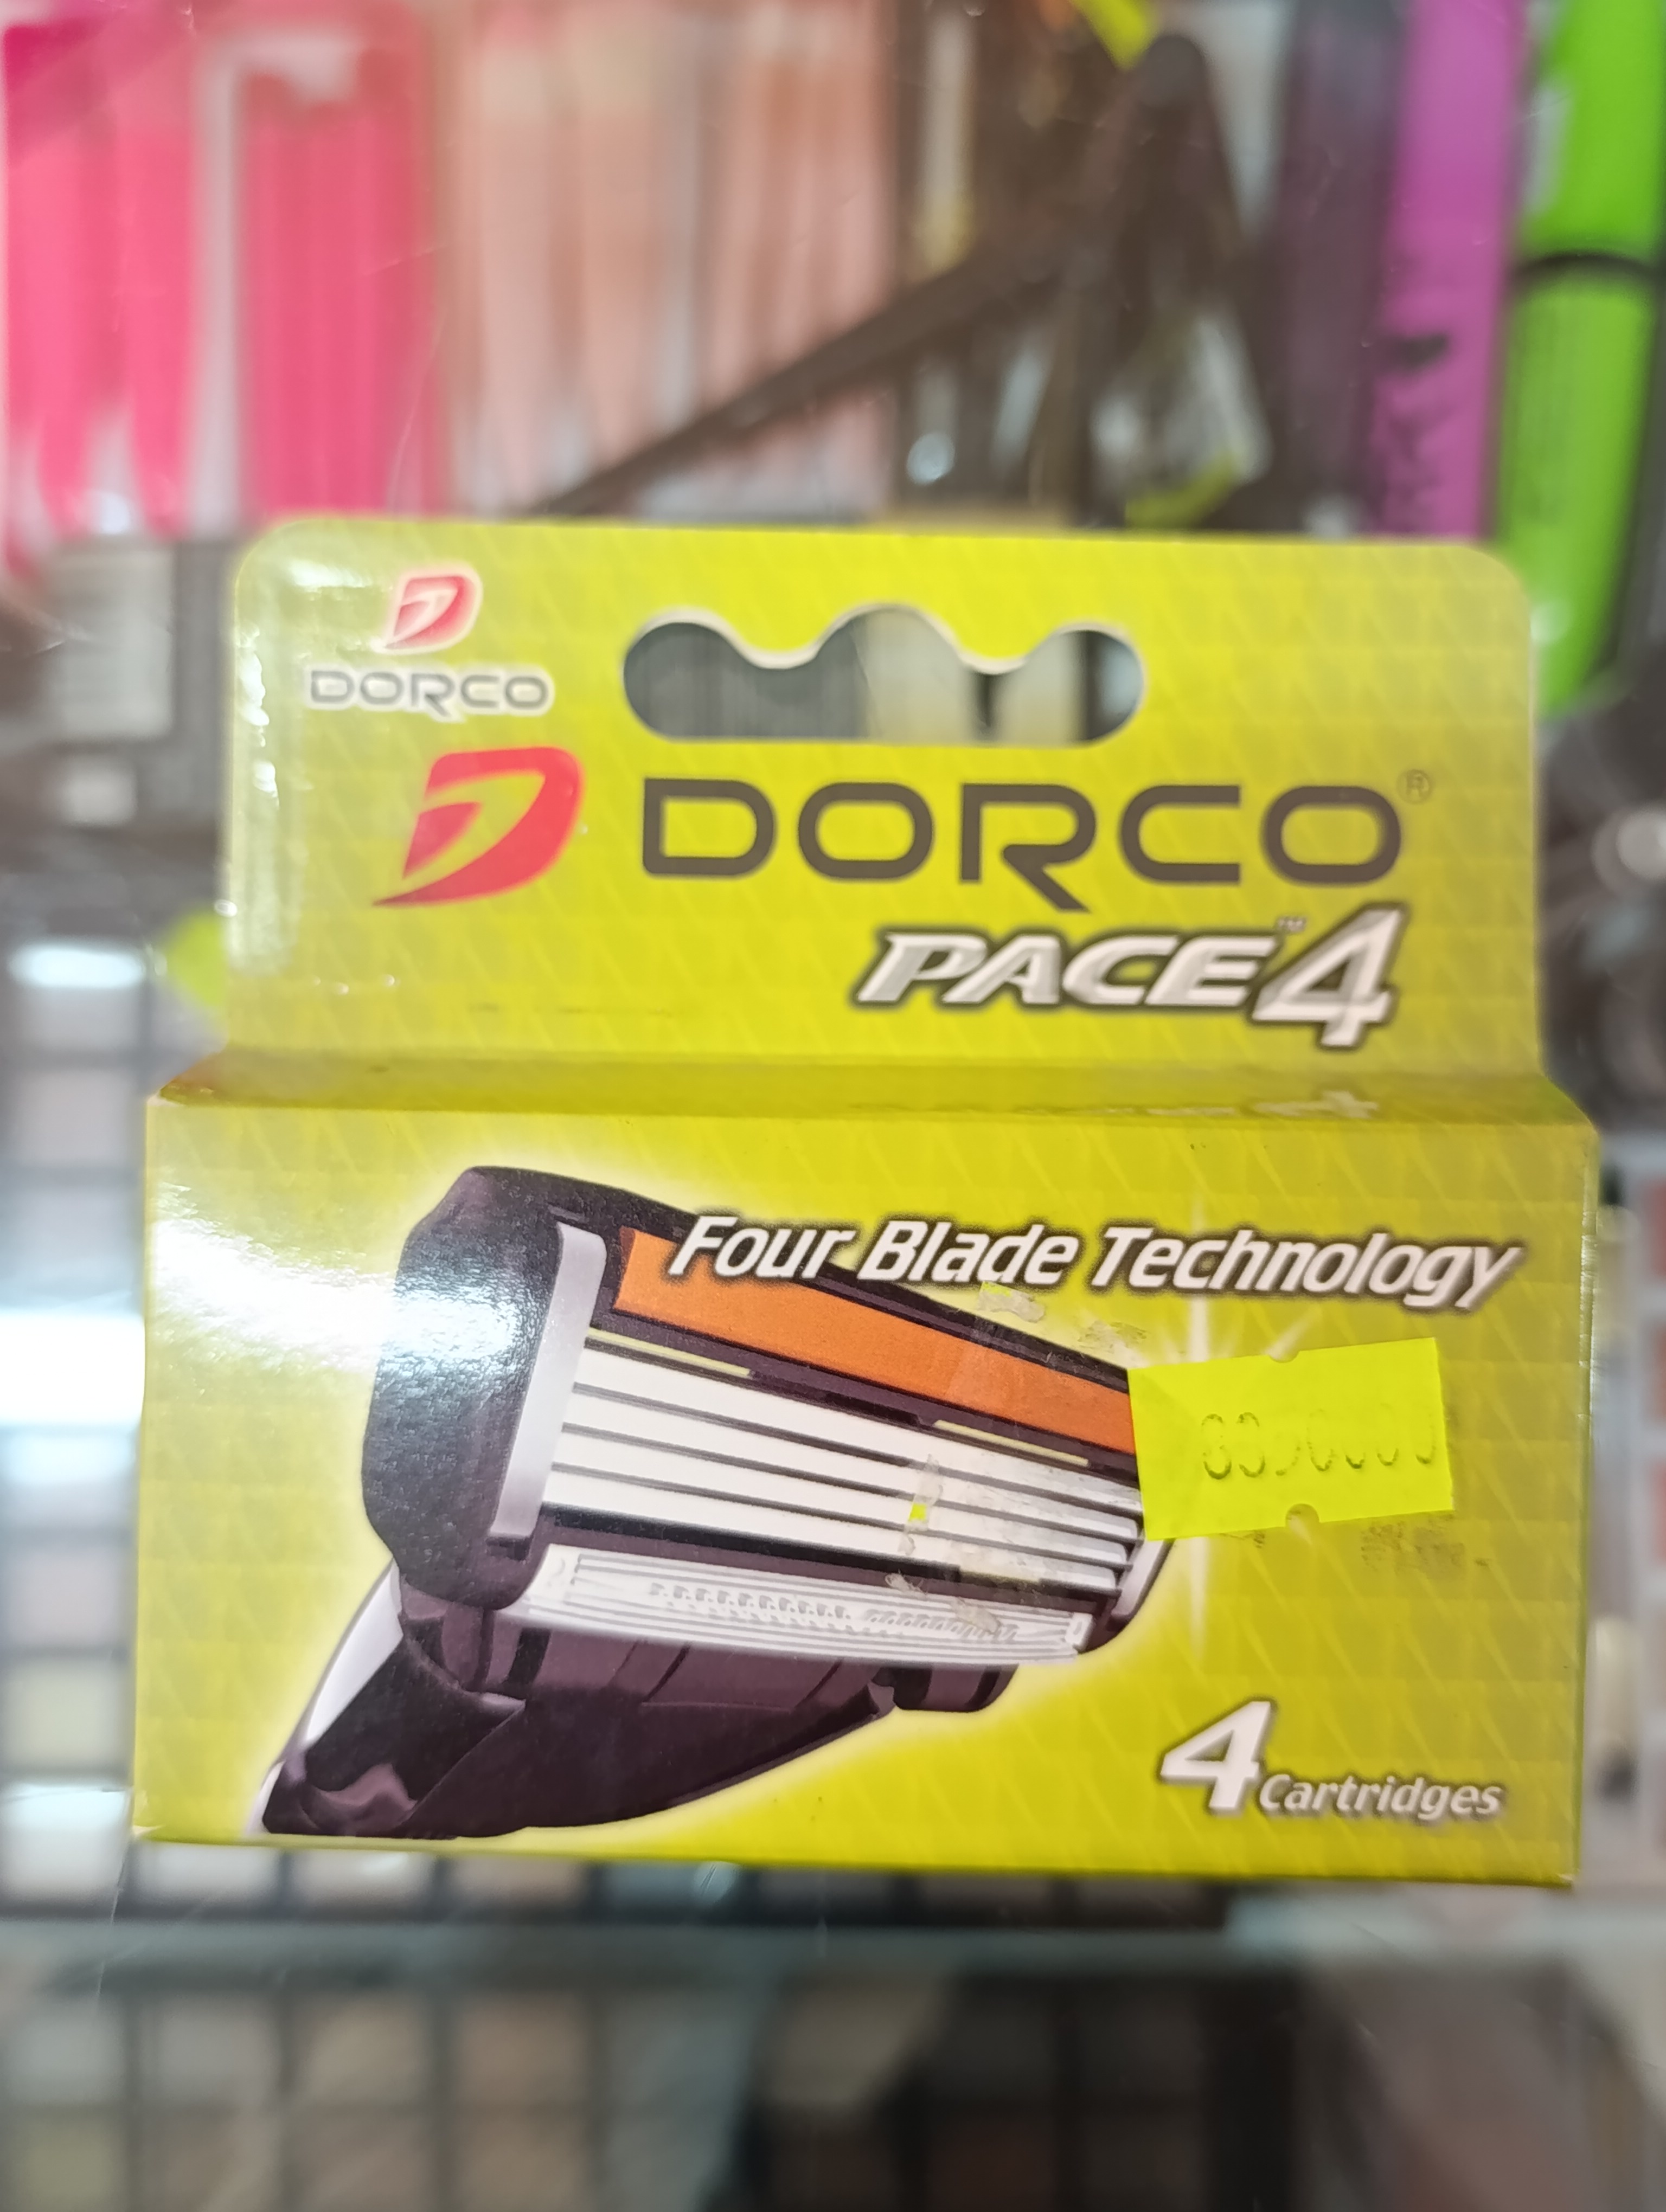 DORCO
DORCO®
PACE™4
Four Blade Technology
4 Cartridges